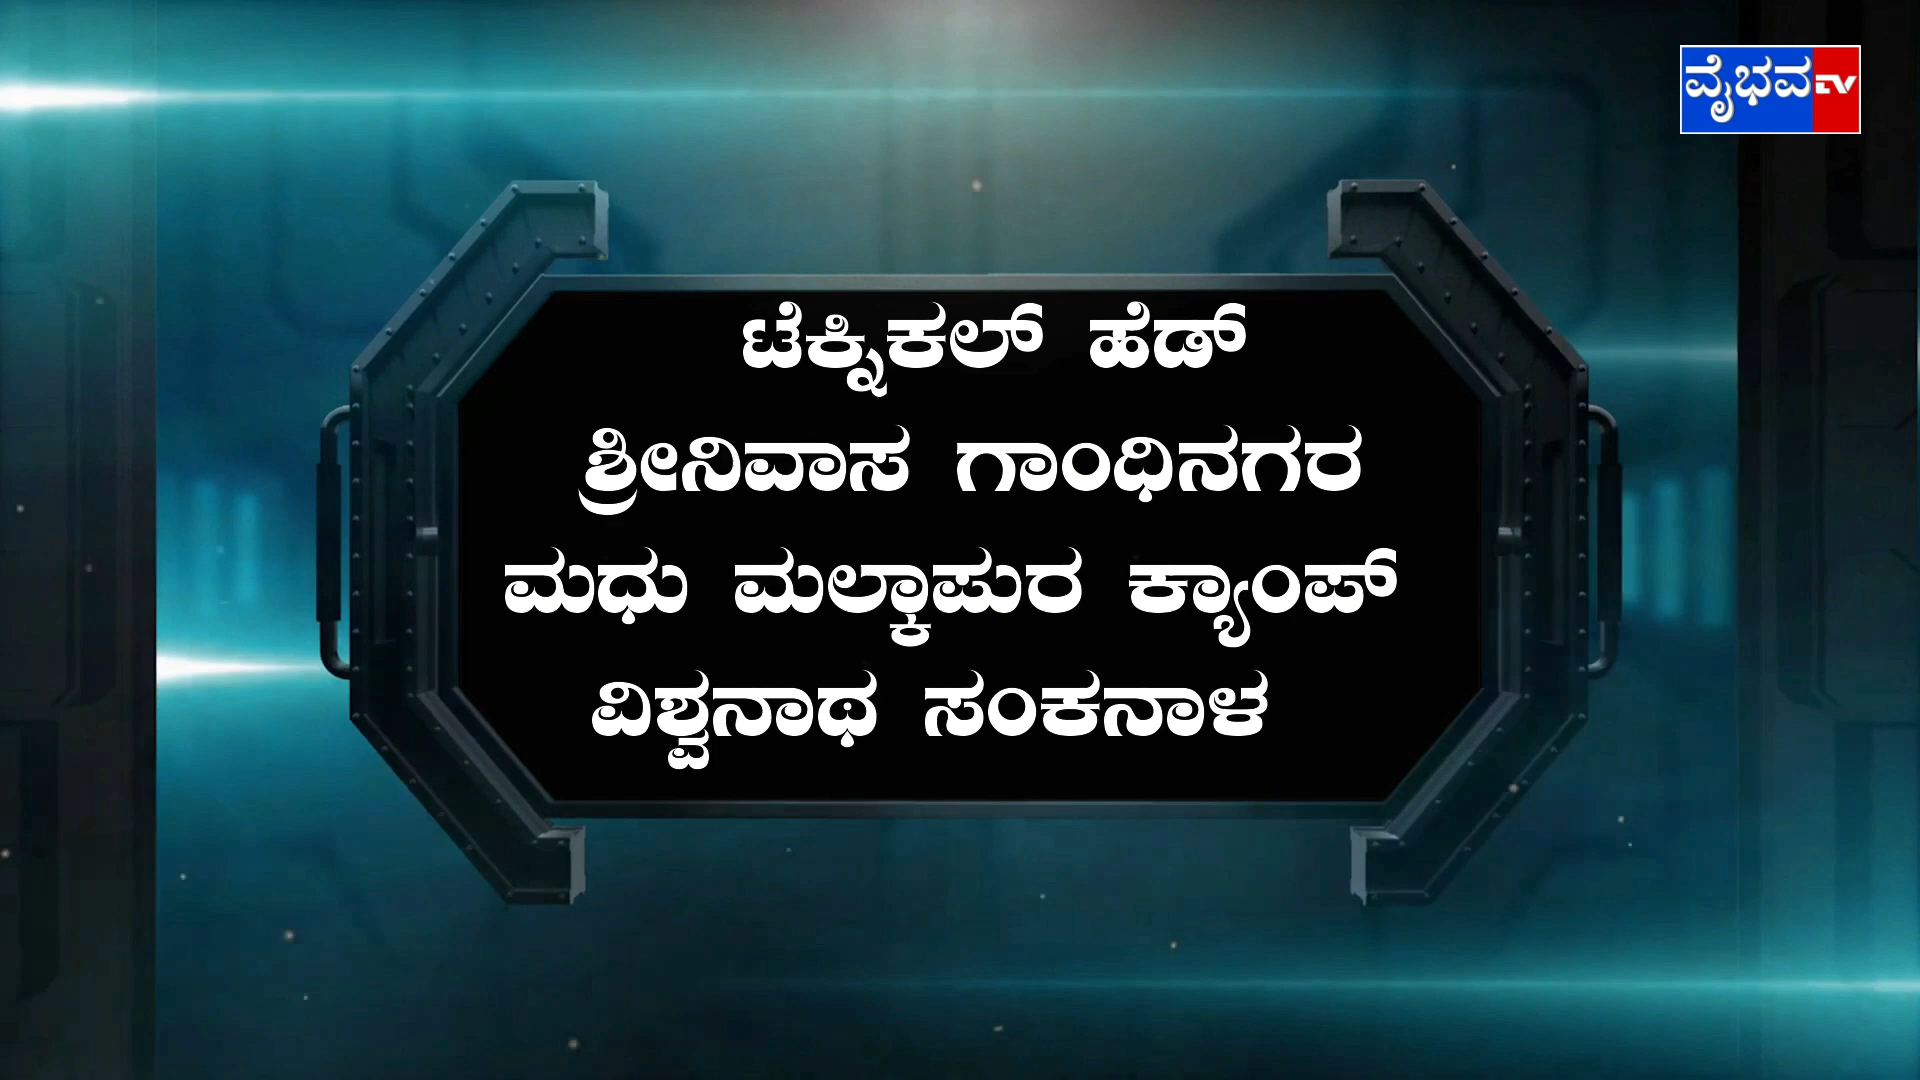 ವೈಭವ TV
ಟೆಕ್ನಿಕಲ್ ಹೆಡ್
ಶ್ರೀನಿವಾಸ ಗಾಂಧಿನಗರ
ಮಧು ಮಲ್ಕಾಪುರ ಕ್ಯಾಂಪ್
ವಿಶ್ವನಾಥ ಸಂಕನಾಳ